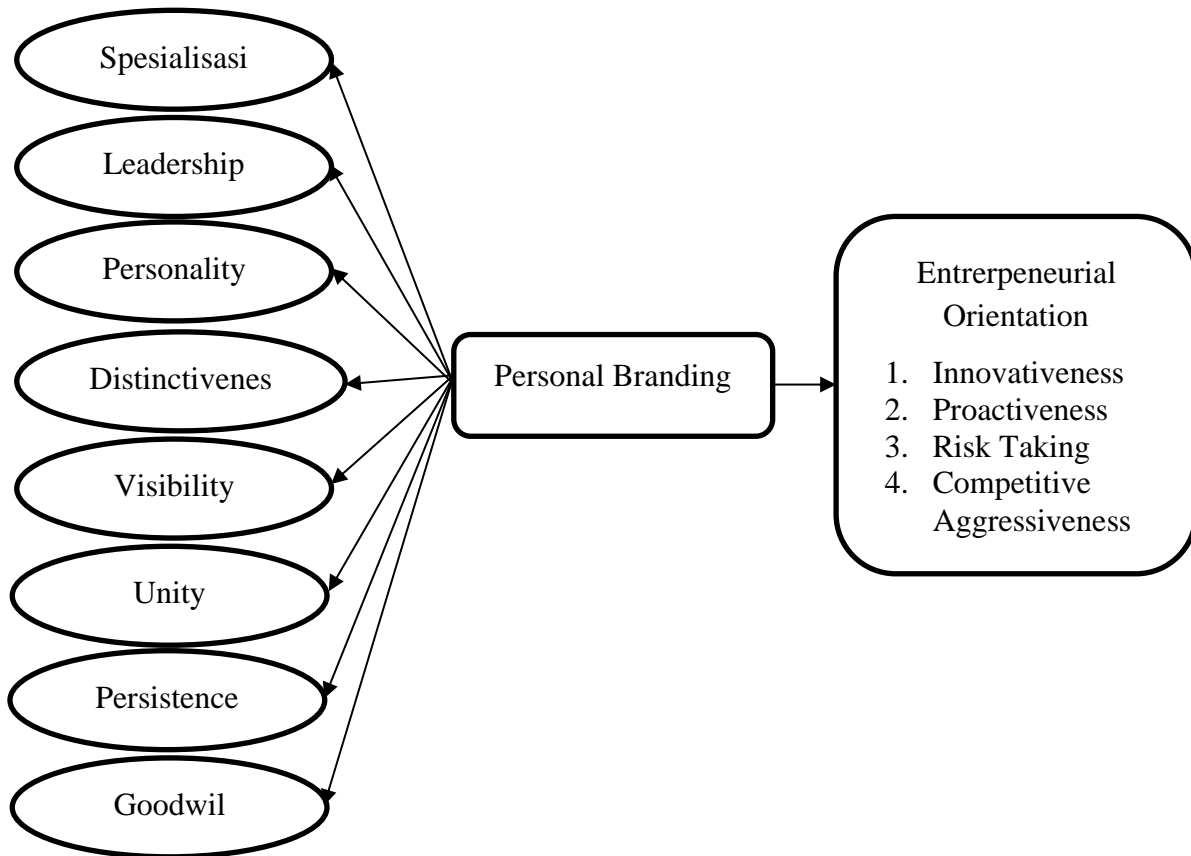 Spesialisasi
Leadership
Personality
Distinctivenes
Visibility
Unity
Persistence
Goodwil
Personal Branding
Entrerpeneurial
Orientation
1. Innovativeness
2. Proactiveness
3. Risk Taking
4. Competitive
Aggressiveness